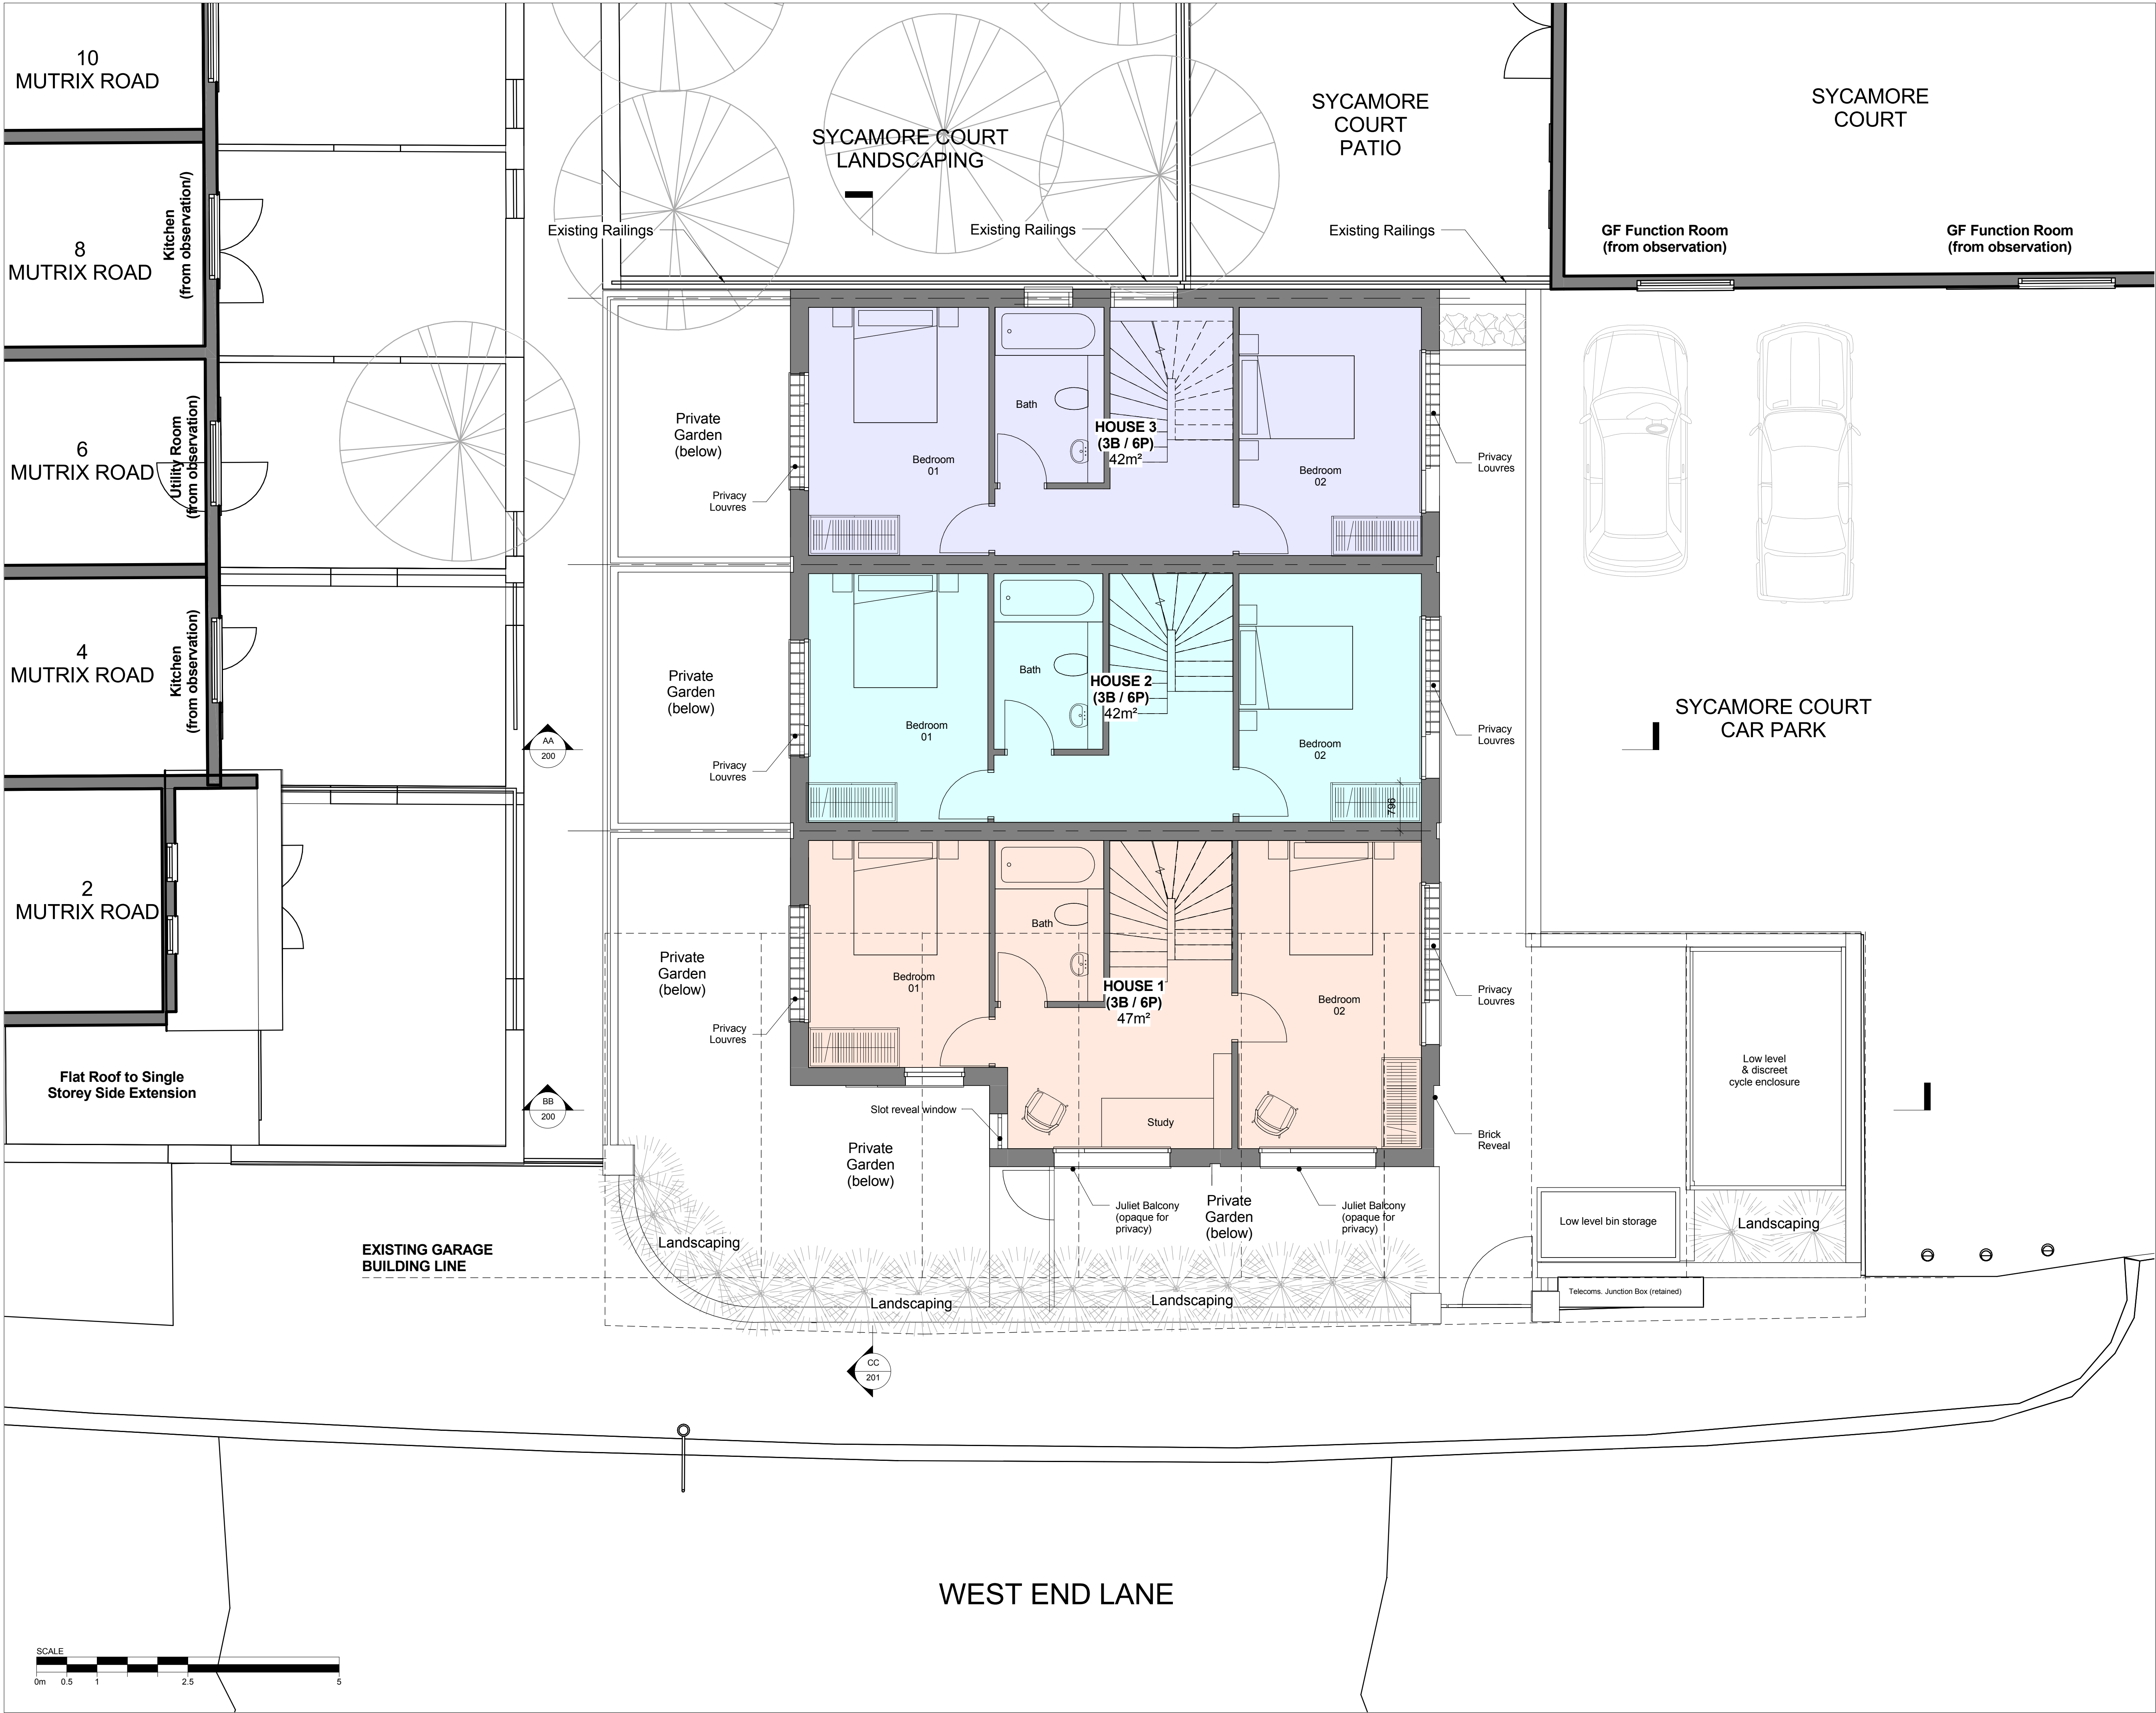 10
MUTRIX ROAD
SYCAMORE COURT
LANDSCAPING
SYCAMORE
COURT
PATIO
SYCAMORE
COURT
8
MUTRIX ROAD
Kitchen
(from observation/)
Existing Railings
Existing Railings
Existing Railings
GF Function Room
(from observation)
GF Function Room
(from observation)
6
MUTRIX ROAD
Utility Room
(from observation)
Private
Garden
(below)
Privacy
Louvres
Bedroom
01
Bath
HOUSE 3
(3B / 6P)
42m²
Bedroom
02
Privacy
Louvres
4
MUTRIX ROAD
Kitchen
(from observation)
AA
200
Private
Garden
(below)
Privacy
Louvres
Bedroom
01
Bath
HOUSE 2
(3B / 6P)
42m²
Bedroom
02
796
Privacy
Louvres
SYCAMORE COURT
CAR PARK
2
MUTRIX ROAD
Flat Roof to Single
Storey Side Extension
BB
200
Private
Garden
(below)
Privacy
Louvres
Bedroom
01
Bath
HOUSE 1
(3B / 6P)
47m²
Bedroom
02
Privacy
Louvres
Slot reveal window
Study
Brick
Reveal
Low level
& discreet
cycle enclosure
Private
Garden
(below)
Juliet Balcony
(opaque for
privacy)
Private
Garden
(below)
Juliet Balcony
(opaque for
privacy)
Low level bin storage
Landscaping
EXISTING GARAGE
BUILDING LINE
Landscaping
Landscaping
Landscaping
Telecoms. Junction Box (retained)
CC
201
WEST END LANE
SCALE
0m 0.5 1 2.5 5